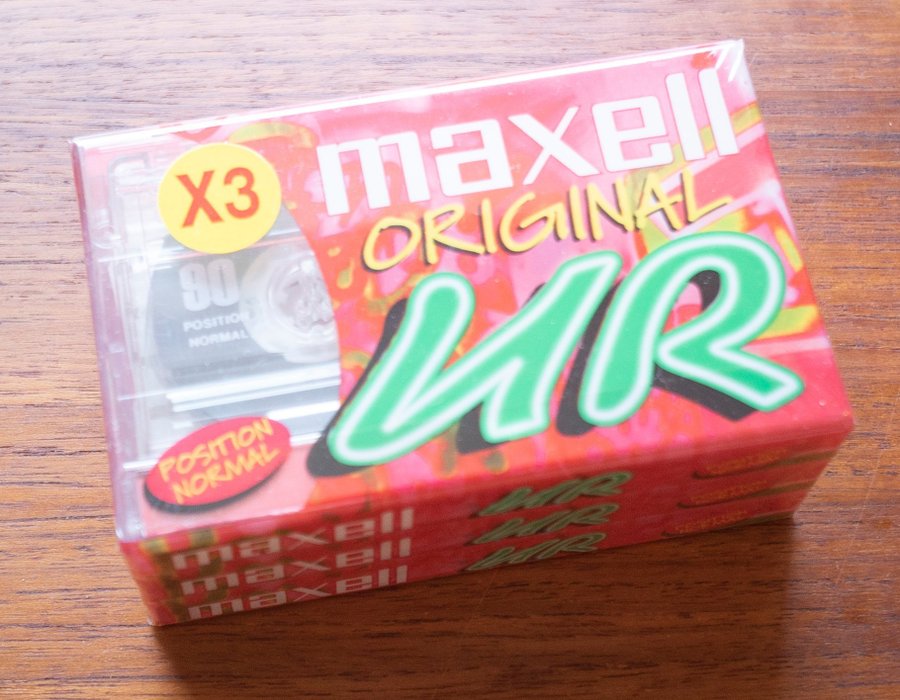 X3
maxell
ORIGINAL
UR
90
POSITION
NORMAL
POSITION
NORMAL
maxell UR
maxell UR
maxell UR